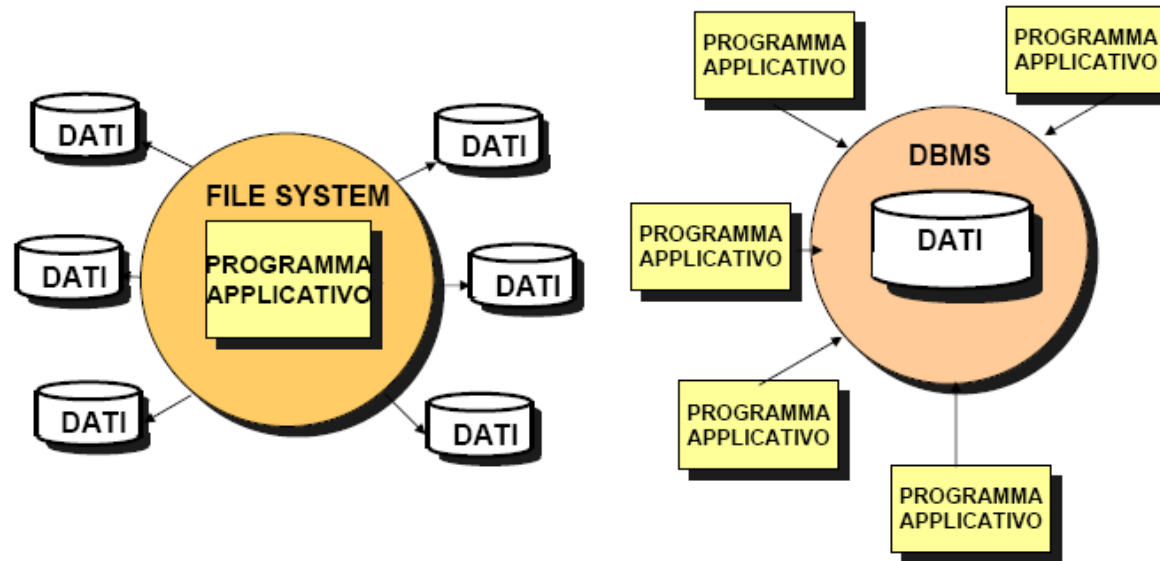 DATI
DATI
DATI
FILE SYSTEM
PROGRAMMA
APPLICATIVO
DATI
DATI
DATI
PROGRAMMA
APPLICATIVO
PROGRAMMA
APPLICATIVO
DBMS
DATI
PROGRAMMA
APPLICATIVO
PROGRAMMA
APPLICATIVO
PROGRAMMA
APPLICATIVO